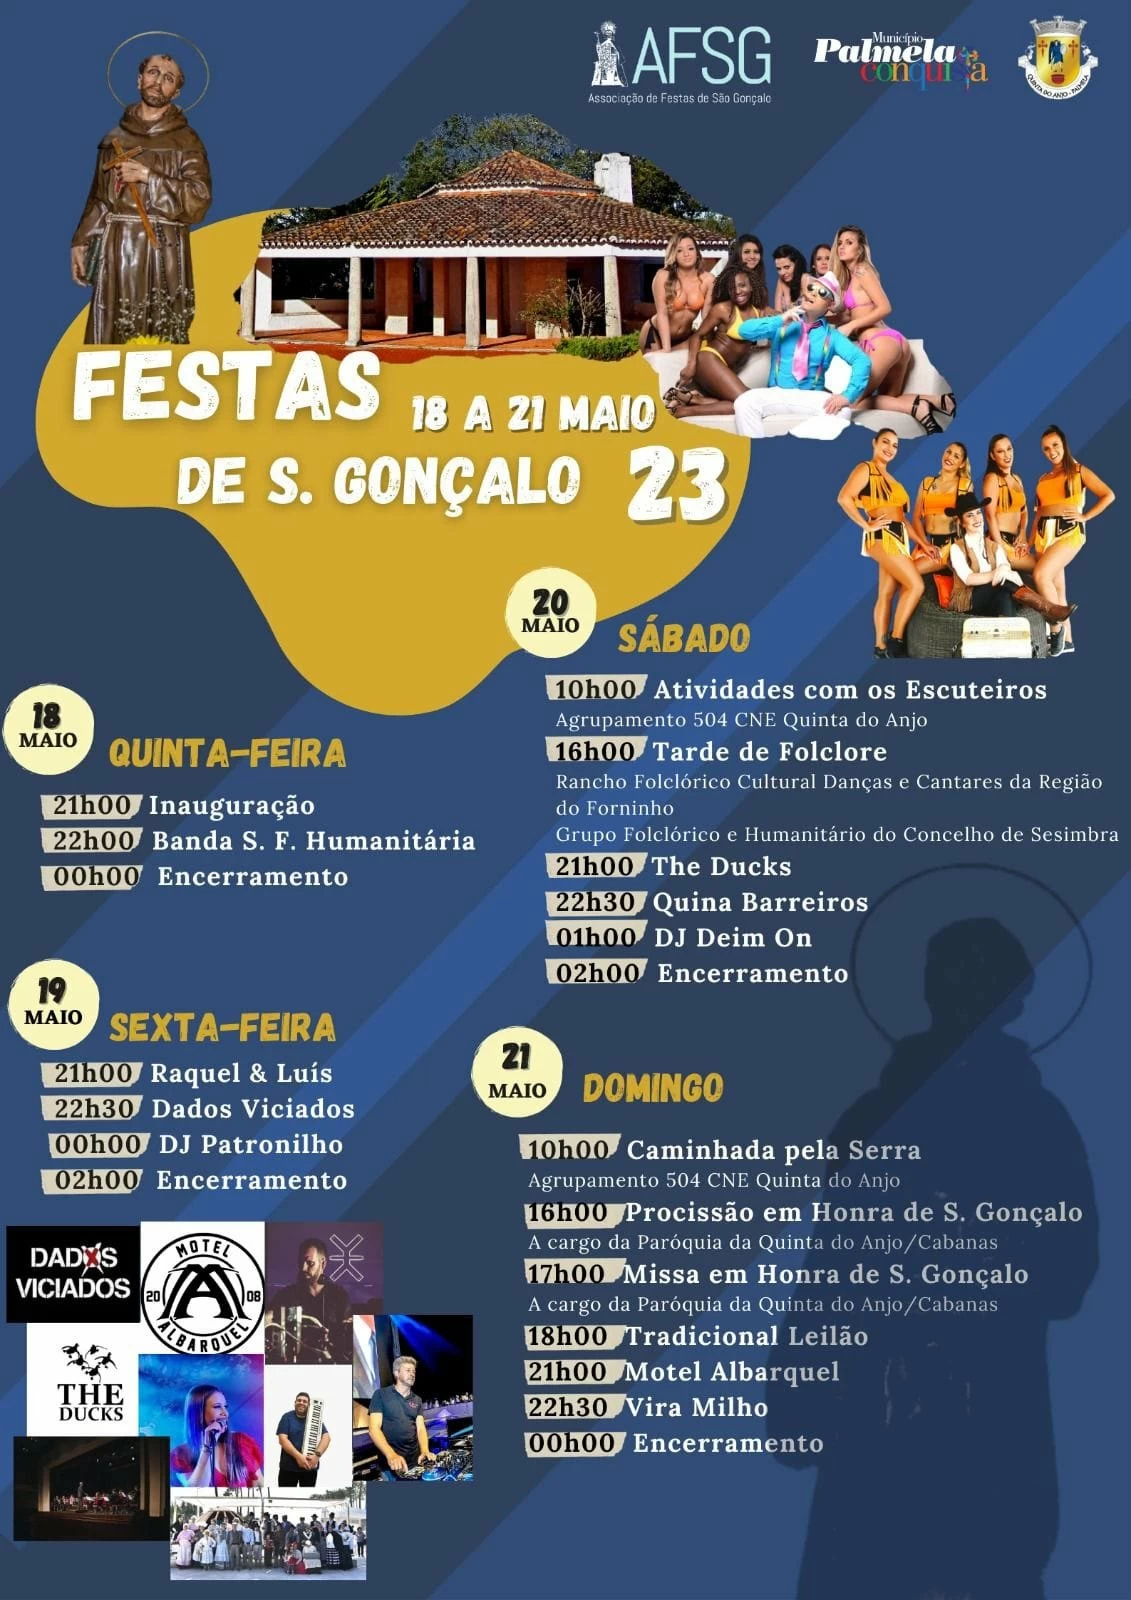 AFSG
Associação de Festas de São Gonçalo
Município
Palmela
conquista
QUINTA DO ANJO - PALMELA
FESTAS
18 A 21 MAIO
DE S. GONÇALO 23
18
MAIO
QUINTA-FEIRA
21h00 Inauguração
22h00 Banda S. F. Humanitária
00h00 Encerramento
19
MAIO
SEXTA-FEIRA
21h00 Raquel & Luís
22h30 Dados Viciados
00h00 DJ Patronilho
02h00 Encerramento
20
MAIO
SÁBADO
10h00 Atividades com os Escuteiros
Agrupamento 504 CNE Quinta do Anjo
16h00 Tarde de Folclore
Rancho Folclórico Cultural Danças e Cantares da Região
do Forninho
Grupo Folclórico e Humanitário do Concelho de Sesimbra
21h00 The Ducks
22h30 Quina Barreiros
01h00 DJ Deim On
02h00 Encerramento
21
MAIO
DOMINGO
10h00 Caminhada pela Serra
Agrupamento 504 CNE Quinta do Anjo
16h00 Procissão em Honra de S. Gonçalo
A cargo da Paróquia da Quinta do Anjo/Cabanas
17h00 Missa em Honra de S. Gonçalo
A cargo da Paróquia da Quinta do Anjo/Cabanas
18h00 Tradicional Leilão
21h00 Motel Albarquel
22h30 Vira Milho
00h00 Encerramento
DADOS
VICIADOS
MOTEL
20 08
ALBARQUEL
THE
DUCKS